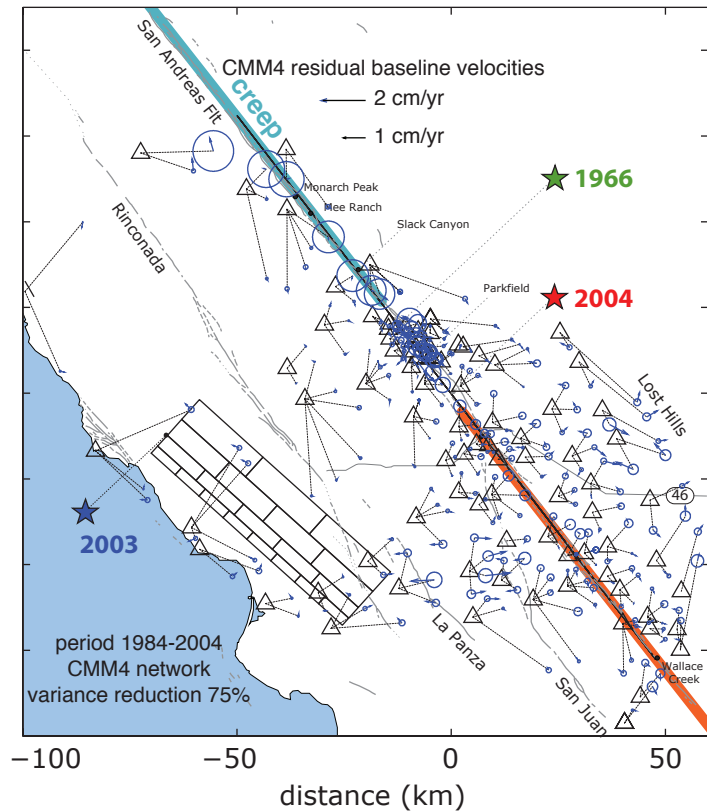 San Andreas Flt
creep
CMM4 residual baseline velocities
2 cm/yr
1 cm/yr
1966
Monarch Peak
Mee Ranch
Slack Canyon
Rinconada
Parkfield
2004
Lost Hills
46
2003
La Panza
San Juan
Wallace
Creek
period 1984-2004
CMM4 network
variance reduction 75%
−100
−50
0
50
distance (km)